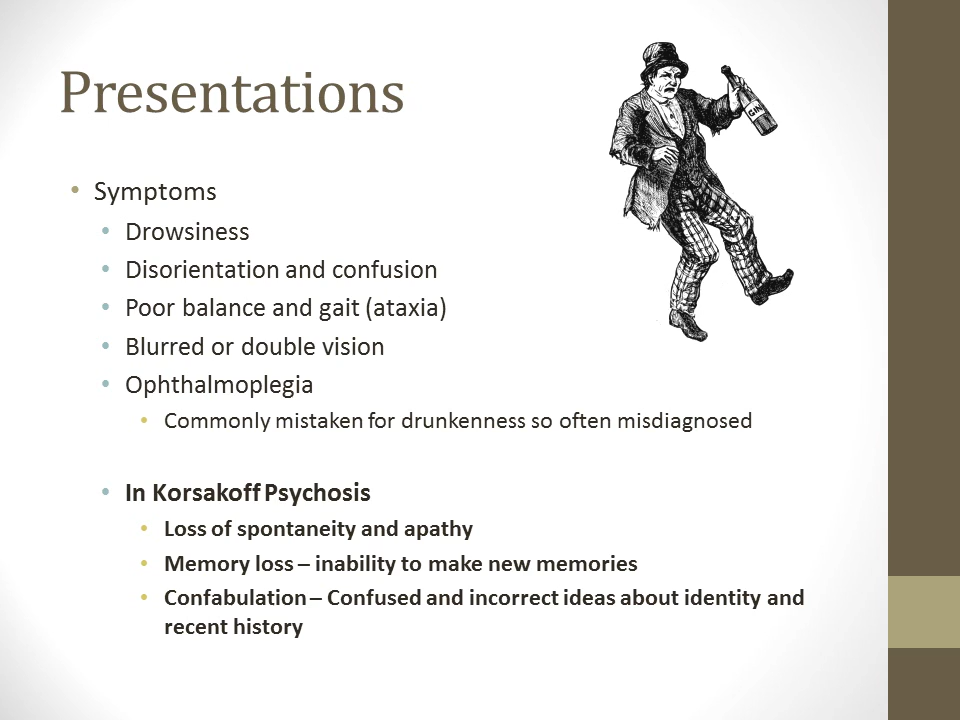 Presentations
GIN
• Symptoms
• Drowsiness
• Disorientation and confusion
• Poor balance and gait (ataxia)
• Blurred or double vision
• Ophthalmoplegia
• Commonly mistaken for drunkenness so often misdiagnosed
• In Korsakoff Psychosis
• Loss of spontaneity and apathy
• Memory loss – inability to make new memories
• Confabulation – Confused and incorrect ideas about identity and
recent history